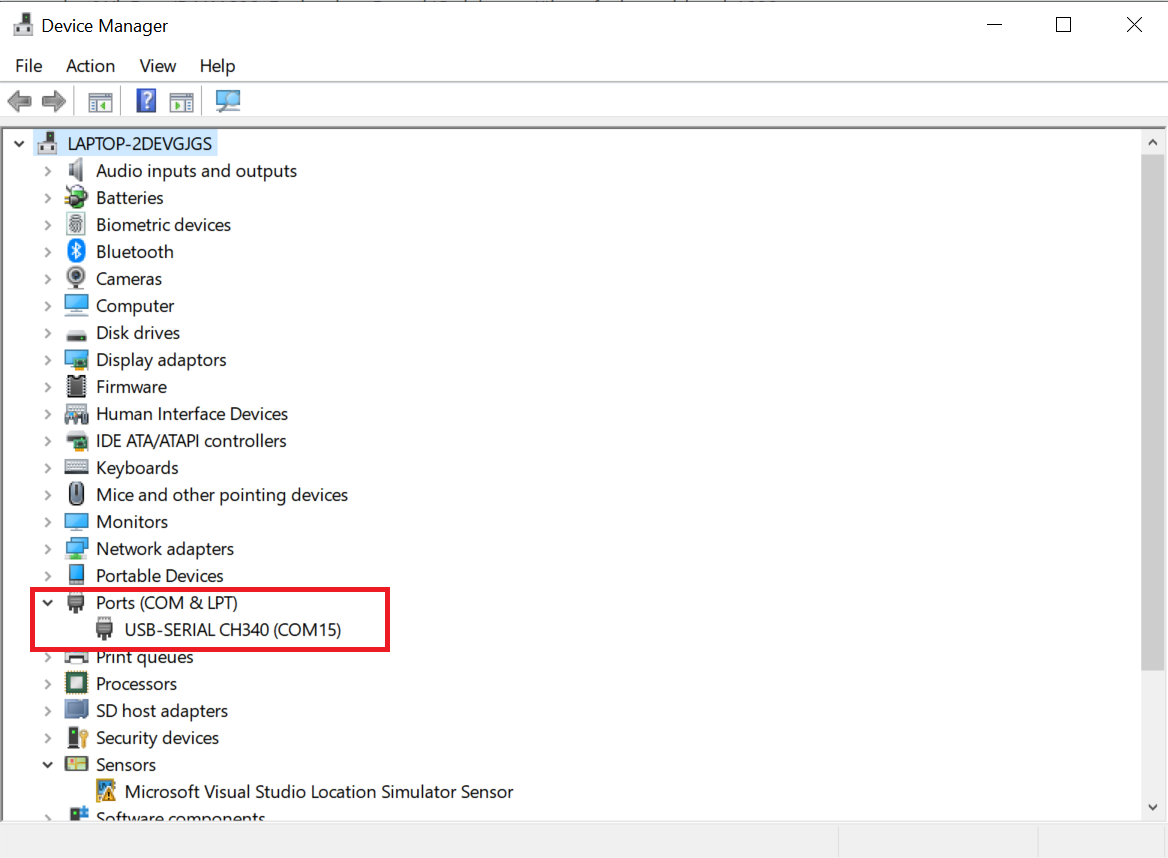 Device Manager
File Action View Help
LAPTOP-2DEVGJGS
Audio inputs and outputs
Batteries
Biometric devices
Bluetooth
Cameras
Computer
Disk drives
Display adaptors
Firmware
Human Interface Devices
IDE ATA/ATAPI controllers
Keyboards
Mice and other pointing devices
Monitors
Network adapters
Portable Devices
Ports (COM & LPT)
USB-SERIAL CH340 (COM15)
Print queues
Processors
SD host adapters
Security devices
Sensors
Microsoft Visual Studio Location Simulator Sensor
Software components